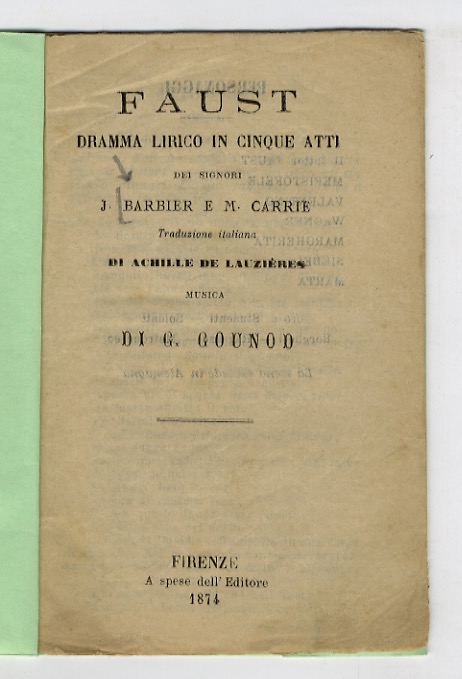 FAUST
DRAMMA LIRICO IN CINQUE ATTI
DEI SIGNORI
J. BARBIER E M. CARRIE
Traduzione italiana
DI ACHILLE DE LAUZIÈRES
MUSICA
DI G. GOUNOD
FIRENZE
A spese dell' Editore
1874